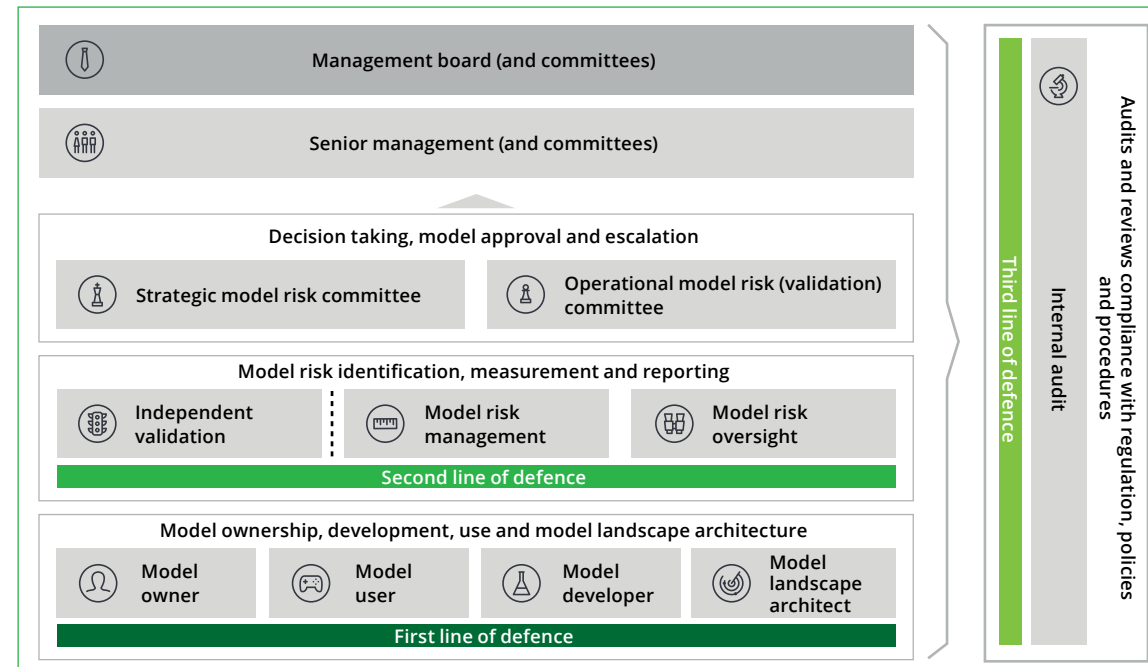 Management board (and committees)
Senior management (and committees)
Decision taking, model approval and escalation
Strategic model risk committee
Operational model risk (validation)
committee
Model risk identification, measurement and reporting
Independent
validation
Model risk
management
Model risk
oversight
Second line of defence
Model ownership, development, use and model landscape architecture
Model
owner
Model
user
Model
developer
Model
landscape
architect
First line of defence
Third line of defence
Internal audit
Audits and reviews compliance with regulation, policies
and procedures